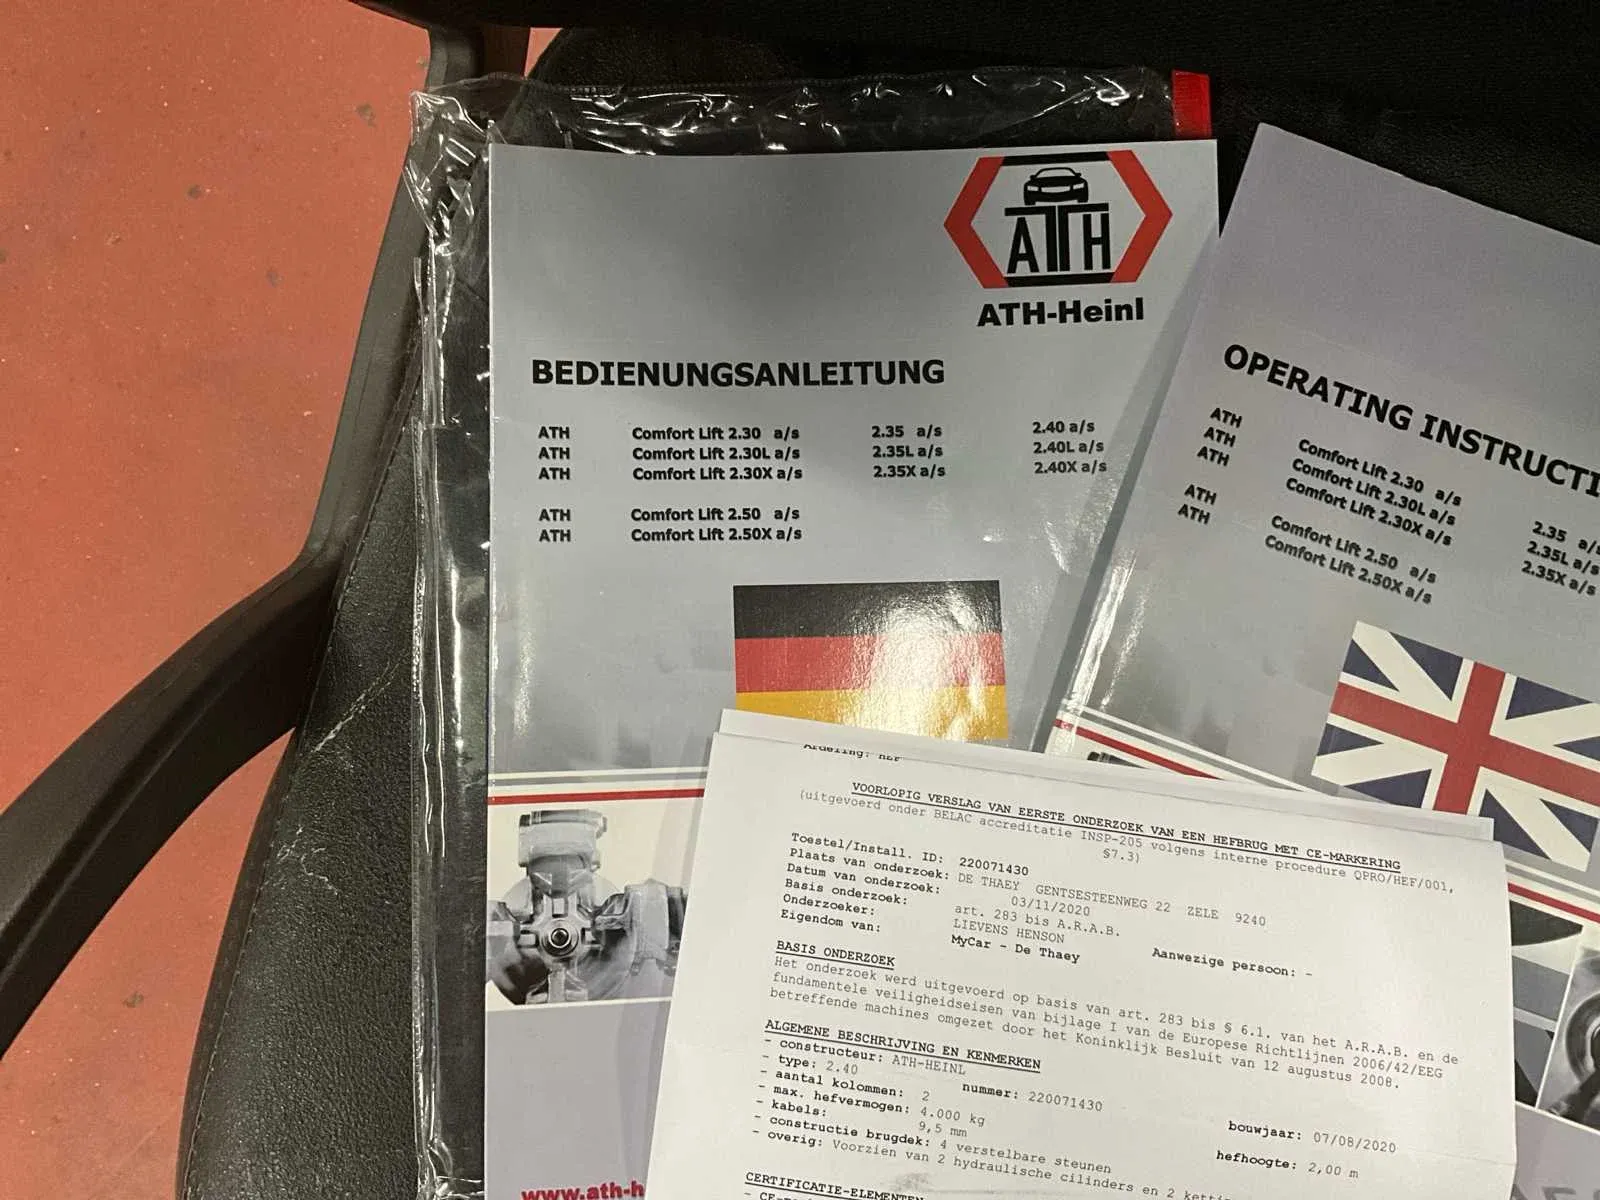 ATH
ATH-Heinl
BEDIENUNGSANLEITUNG
ATH Comfort Lift 2.30 a/s 2.35 a/s 2.40 a/s
ATH Comfort Lift 2.30L a/s 2.35L a/s 2.40L a/s
ATH Comfort Lift 2.30X a/s 2.35X a/s 2.40X a/s
ATH Comfort Lift 2.50 a/s
ATH Comfort Lift 2.50X a/s
www.ath-h
OPERATING INSTRUCTI
ATH Comfort Lift 2.30 a/s 2.35 a/s
ATH Comfort Lift 2.30L a/s 2.35L a/s
ATH Comfort Lift 2.30X a/s 2.35X a/s
ATH Comfort Lift 2.50 a/s
ATH Comfort Lift 2.50X a/s
VOORLOPIG VERSLAG VAN EERSTE ONDERZOEK VAN EEN HEFBRUG MET CE-MARKERING
(uitgevoerd onder BELAC accreditatie INSP-205 volgens interne procedure QPRO/HEF/001,
§7.3)
Toestel/Install. ID: 220071430
Plaats van onderzoek: DE THAEY GENTSESTEENWEG 22 ZELE 9240
Datum van onderzoek: 03/11/2020
Basis onderzoek: art. 283 bis A.R.A.B.
Onderzoeker: LIEVENS HENSON
Eigendom van: MyCar - De Thaey Aanwezige persoon: -
BASIS ONDERZOEK
Het onderzoek werd uitgevoerd op basis van art. 283 bis § 6.1. van het A.R.A.B. en de
fundamentele veiligheidseisen van bijlage I van de Europese Richtlijnen 2006/42/EEG
betreffende machines omgezet door het Koninklijk Besluit van 12 augustus 2008.
ALGEMENE BESCHRIJVING EN KENMERKEN
- constructeur: ATH-HEINL
- type: 2.40 nummer: 220071430 bouwjaar: 07/08/2020
- aantal kolommen: 2
- max. hefvermogen: 4.000 kg hefhoogte: 2,00 m
- kabels: 9,5 mm
- constructie brugdek: 4 verstelbare steunen
- overig: Voorzien van 2 hydraulische cilinders en 2 ketti
CERTIFICATIE-ELEMENTEN